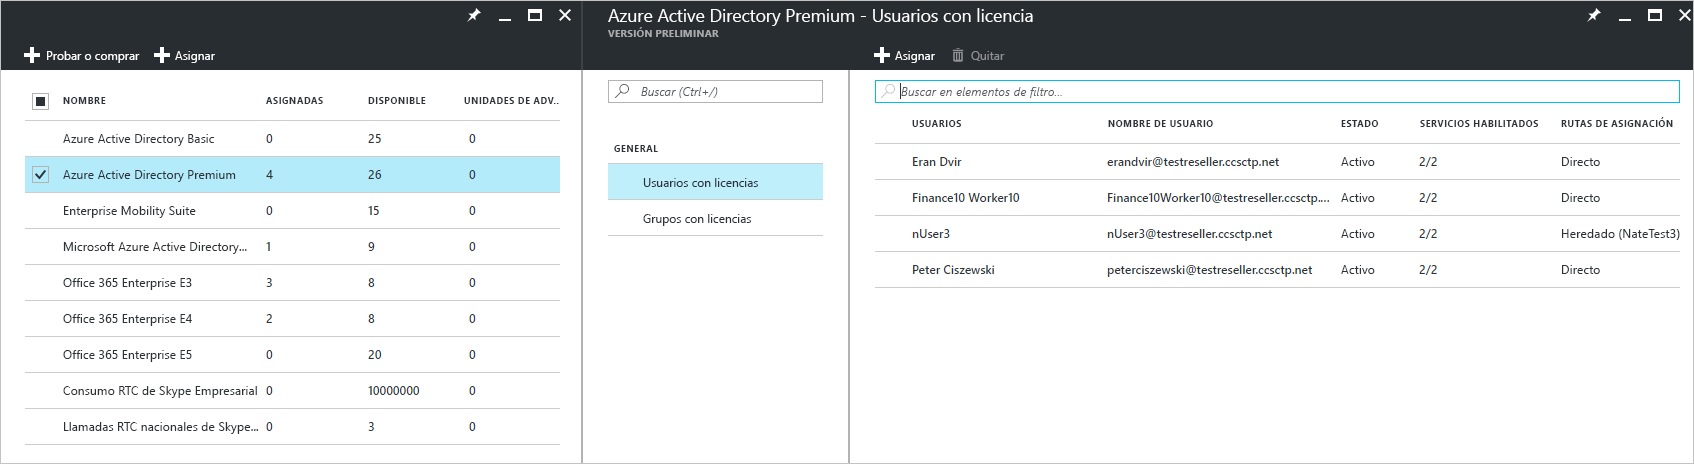 Probar o comprar Asignar
NOMBRE ASIGNADAS DISPONIBLE UNIDADES DE ADV..
Azure Active Directory Basic 0 25 0
Azure Active Directory Premium 4 26 0
Enterprise Mobility Suite 0 15 0
Microsoft Azure Active Directory... 1 9 0
Office 365 Enterprise E3 3 8 0
Office 365 Enterprise E4 2 8 0
Office 365 Enterprise E5 0 20 0
Consumo RTC de Skype Empresarial 0 10000000 0
Llamadas RTC nacionales de Skype... 0 3 0
Azure Active Directory Premium - Usuarios con licencia
VERSIÓN PRELIMINAR
Buscar (Ctrl+/)
GENERAL
Usuarios con licencias
Grupos con licencias
Asignar Quitar
Buscar en elementos de filtro...
USUARIOS NOMBRE DE USUARIO ESTADO SERVICIOS HABILITADOS RUTAS DE ASIGNACIÓN
Eran Dvir erandvir@testreseller.ccsctp.net Activo 2/2 Directo
Finance10 Worker10 Finance10Worker10@testreseller.ccsctp.... Activo 2/2 Directo
nUser3 nUser3@testreseller.ccsctp.net Activo 2/2 Heredado (NateTest3)
Peter Ciszewski peterciszewski@testreseller.ccsctp.net Activo 2/2 Directo